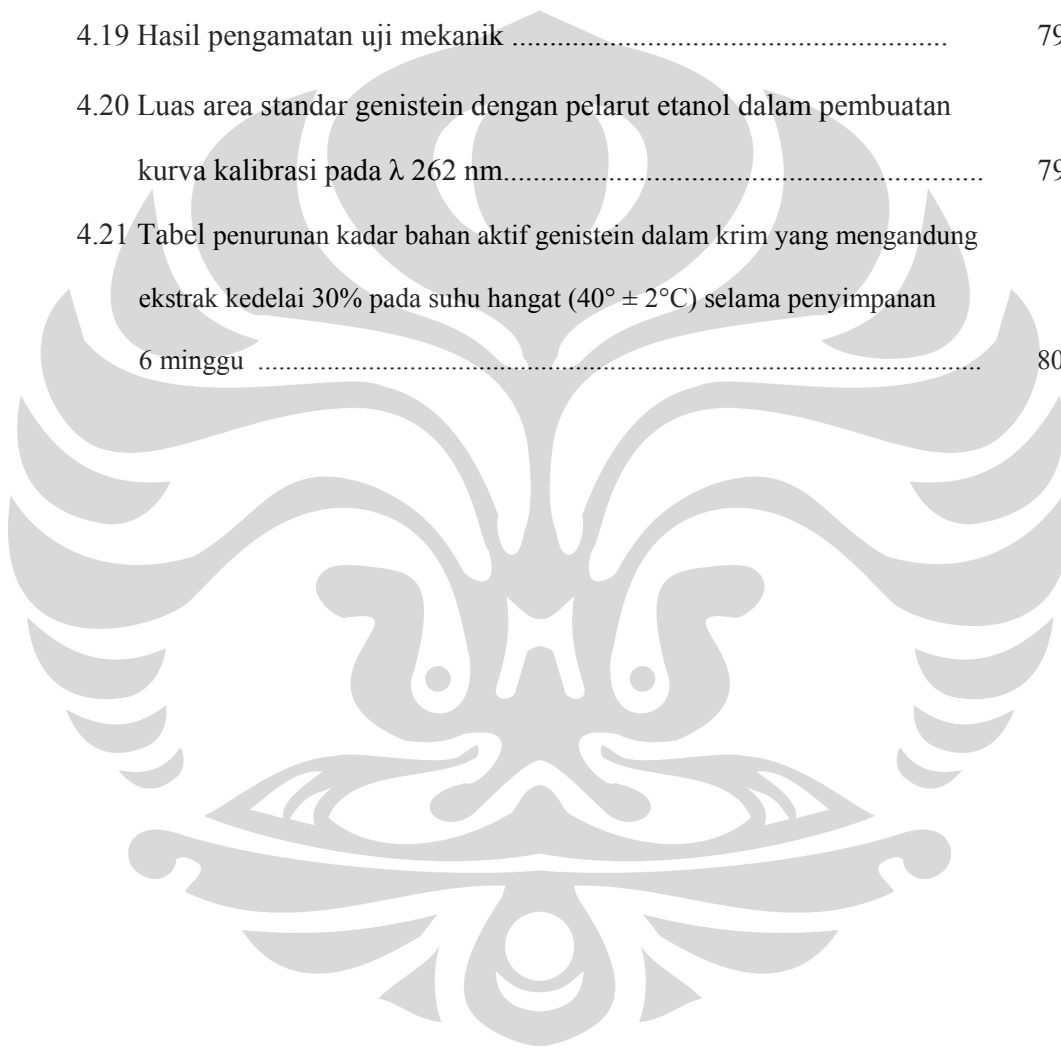 4.19 Hasil pengamatan uji mekanik .......................................................... 79
4.20 Luas area standar genistein dengan pelarut etanol dalam pembuatan
kurva kalibrasi pada λ 262 nm................................................................ 79
4.21 Tabel penurunan kadar bahan aktif genistein dalam krim yang mengandung
ekstrak kedelai 30% pada suhu hangat (40° ± 2°C) selama penyimpanan
6 minggu ................................................................................................ 80